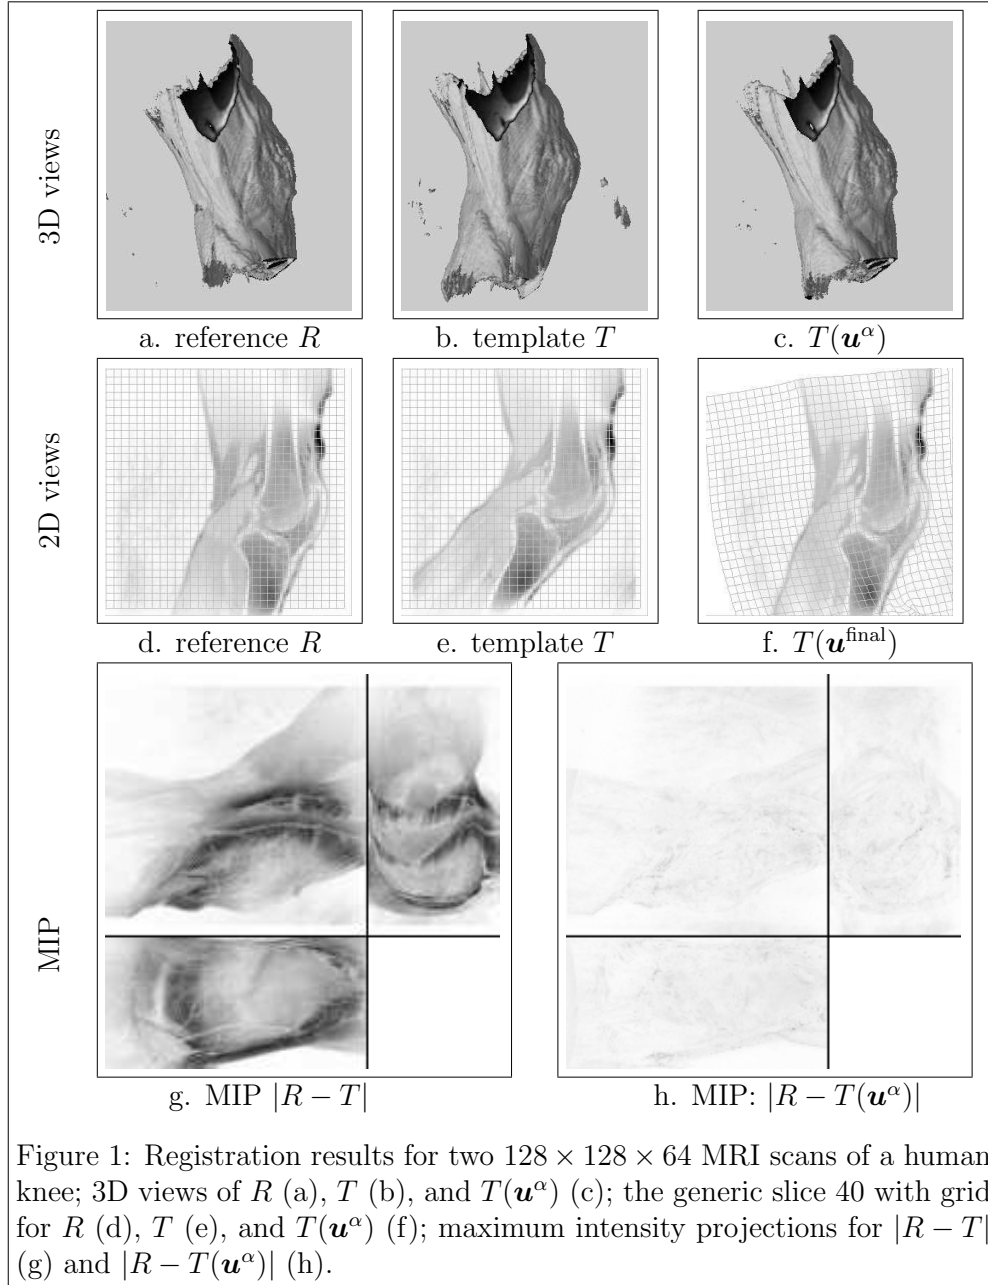 3D views
a. reference R
b. template T
c. T(u^α)
2D views
d. reference R
e. template T
f. T(u^final)
MIP
g. MIP |R − T|
h. MIP: |R − T(u^α)|
Figure 1: Registration results for two 128 × 128 × 64 MRI scans of a human
knee; 3D views of R (a), T (b), and T(u^α) (c); the generic slice 40 with grid
for R (d), T (e), and T(u^α) (f); maximum intensity projections for |R − T|
(g) and |R − T(u^α)| (h).